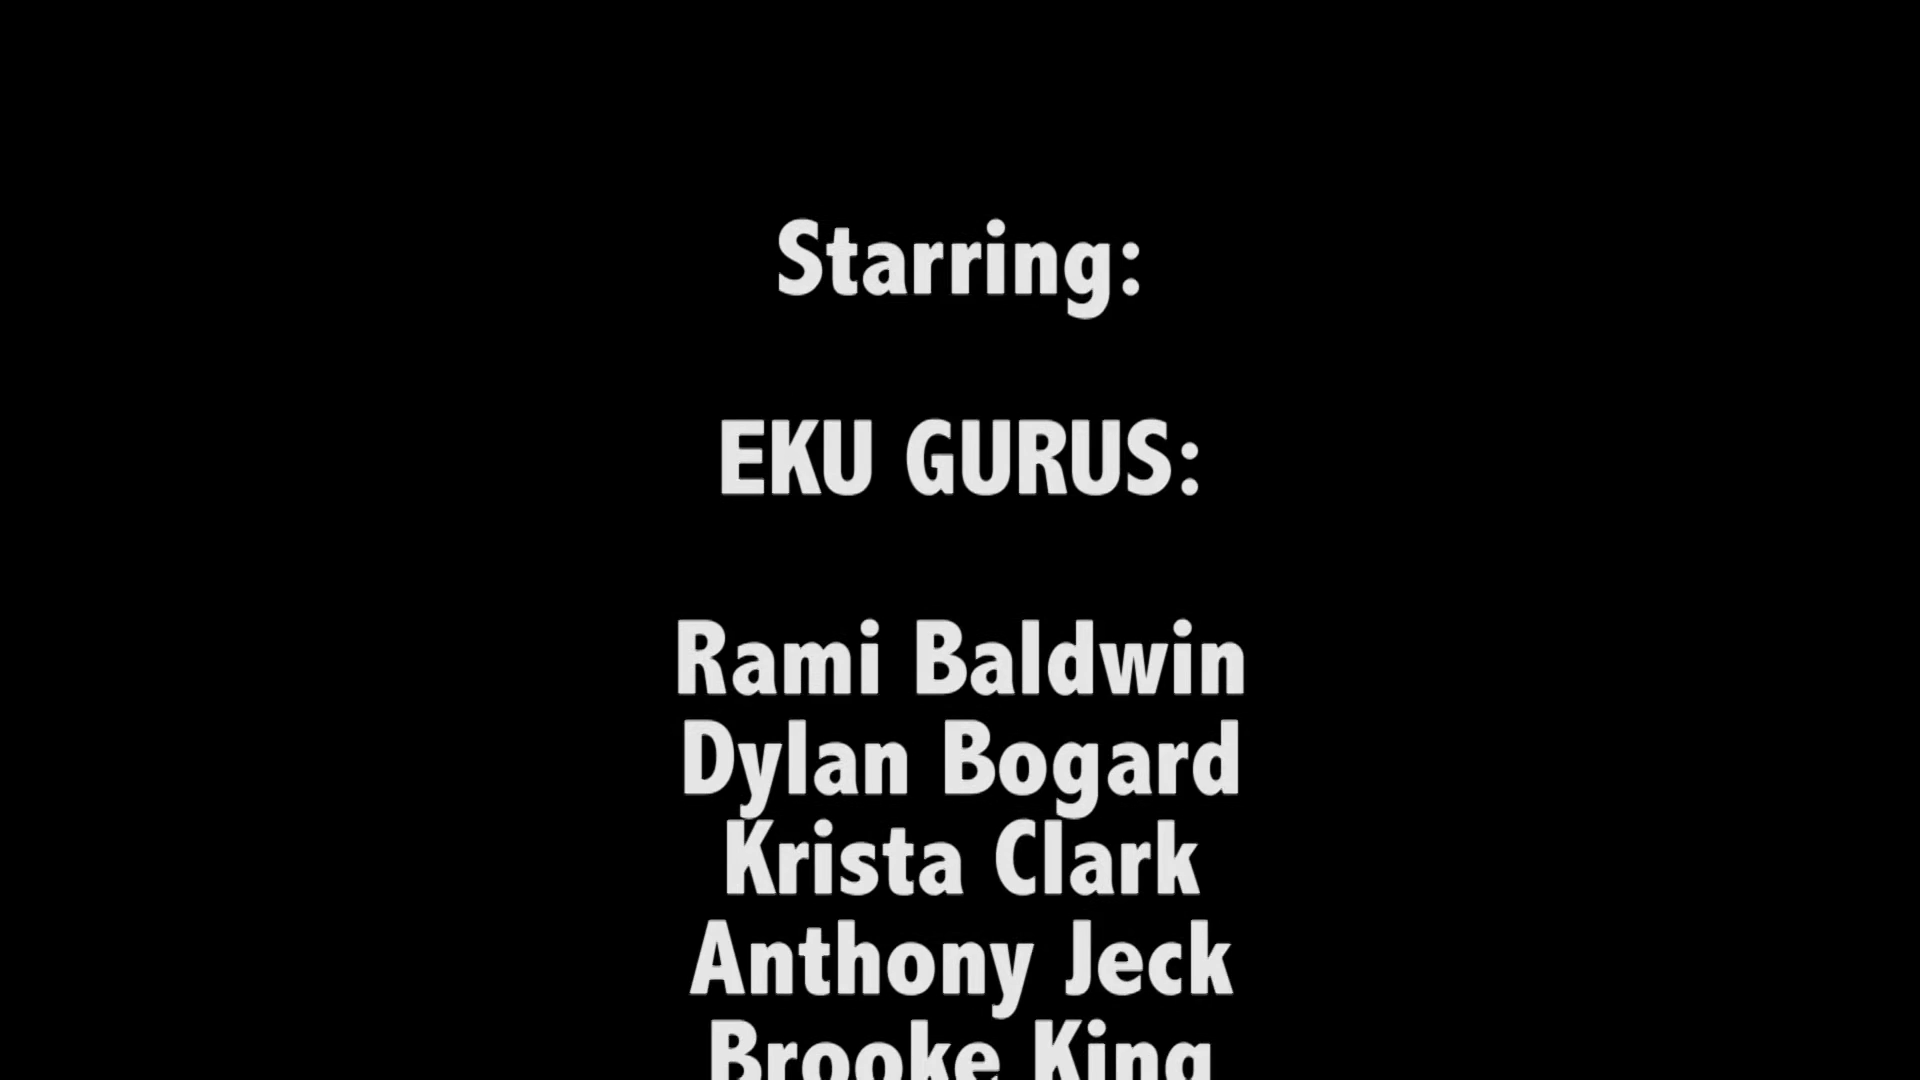 Starring:
EKU GURUS:
Rami Baldwin
Dylan Bogard
Krista Clark
Anthony Jeck
Brooke King